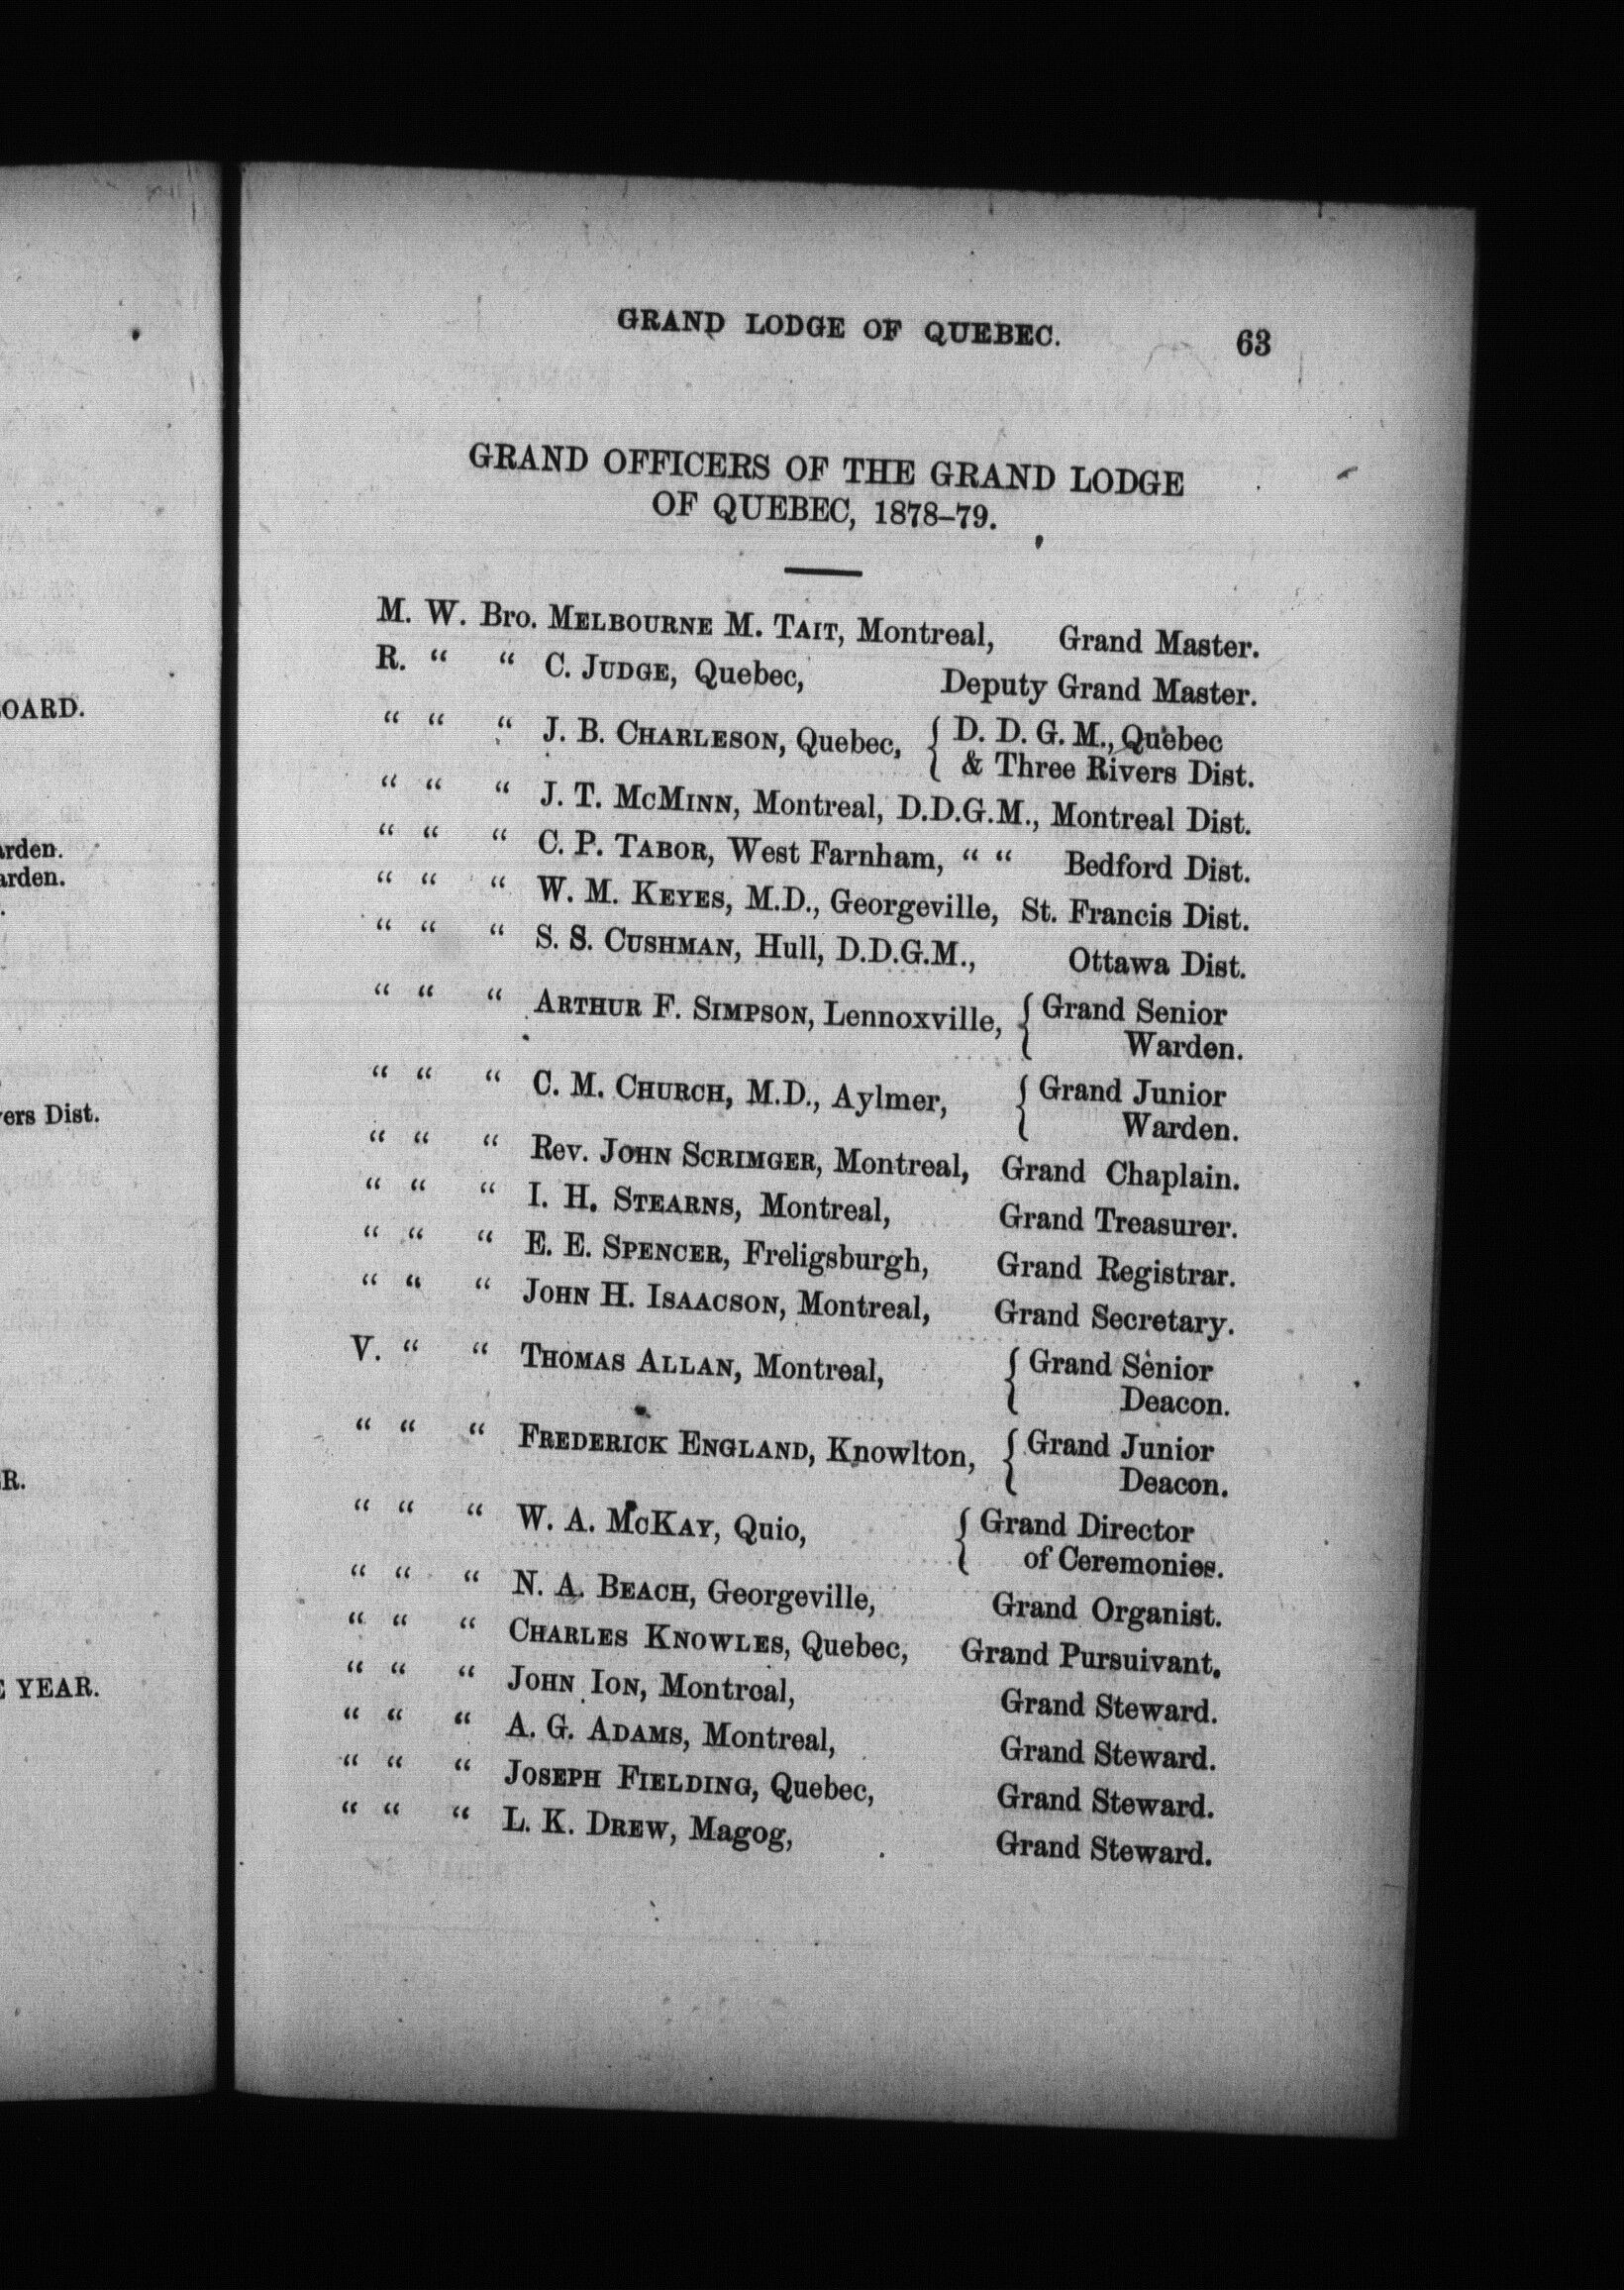 OARD.
arden.
arden.
vers Dist.
R.
E YEAR.
GRAND LODGE OF QUEBEC. 63
GRAND OFFICERS OF THE GRAND LODGE
OF QUEBEC, 1878–79.
M. W. Bro. MELBOURNE M. TAIT, Montreal, Grand Master.
R. “ “ C. JUDGE, Quebec, Deputy Grand Master.
“ “ “ J. B. CHARLESON, Quebec, { D. D. G. M., Quebec
& Three Rivers Dist.
“ “ “ J. T. MCMINN, Montreal, D.D.G.M., Montreal Dist.
“ “ “ C. P. TABOR, West Farnham, “ “ Bedford Dist.
“ “ “ W. M. KEYES, M.D., Georgeville, St. Francis Dist.
“ “ “ S. S. CUSHMAN, Hull, D.D.G.M., Ottawa Dist.
“ “ “ ARTHUR F. SIMPSON, Lennoxville, { Grand Senior
Warden.
“ “ “ C. M. CHURCH, M.D., Aylmer, { Grand Junior
Warden.
“ “ “ Rev. JOHN SCRIMGER, Montreal, Grand Chaplain.
“ “ “ I. H. STEARNS, Montreal, Grand Treasurer.
“ “ “ E. E. SPENCER, Freligsburgh, Grand Registrar.
“ “ “ JOHN H. ISAACSON, Montreal, Grand Secretary.
V. “ “ THOMAS ALLAN, Montreal, { Grand Senior
Deacon.
“ “ “ FREDERICK ENGLAND, Knowlton, { Grand Junior
Deacon.
“ “ “ W. A. MCKAY, Quio, { Grand Director
of Ceremonies.
“ “ “ N. A. BEACH, Georgeville, Grand Organist.
“ “ “ CHARLES KNOWLES, Quebec, Grand Pursuivant.
“ “ “ JOHN ION, Montreal, Grand Steward.
“ “ “ A. G. ADAMS, Montreal, Grand Steward.
“ “ “ JOSEPH FIELDING, Quebec, Grand Steward.
“ “ “ L. K. DREW, Magog, Grand Steward.